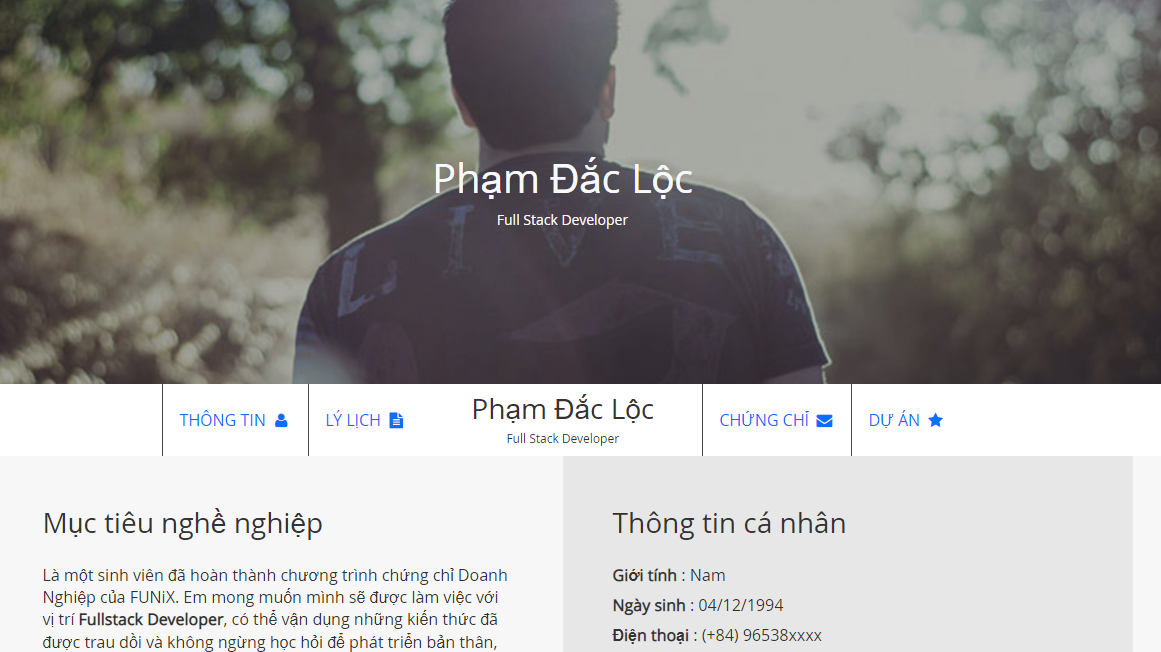 LIVE
Phạm Đắc Lộc
Full Stack Developer
THÔNG TIN
LÝ LỊCH
Phạm Đắc Lộc
Full Stack Developer
CHỨNG CHỈ
DỰ ÁN
Mục tiêu nghề nghiệp
Là một sinh viên đã hoàn thành chương trình chứng chỉ Doanh
Nghiệp của FUNiX. Em mong muốn mình sẽ được làm việc với
vị trí Fullstack Developer, có thể vận dụng những kiến thức đã
được trau dồi và không ngừng học hỏi để phát triển bản thân,
Thông tin cá nhân
Giới tính : Nam
Ngày sinh : 04/12/1994
Điện thoại : (+84) 96538xxxx